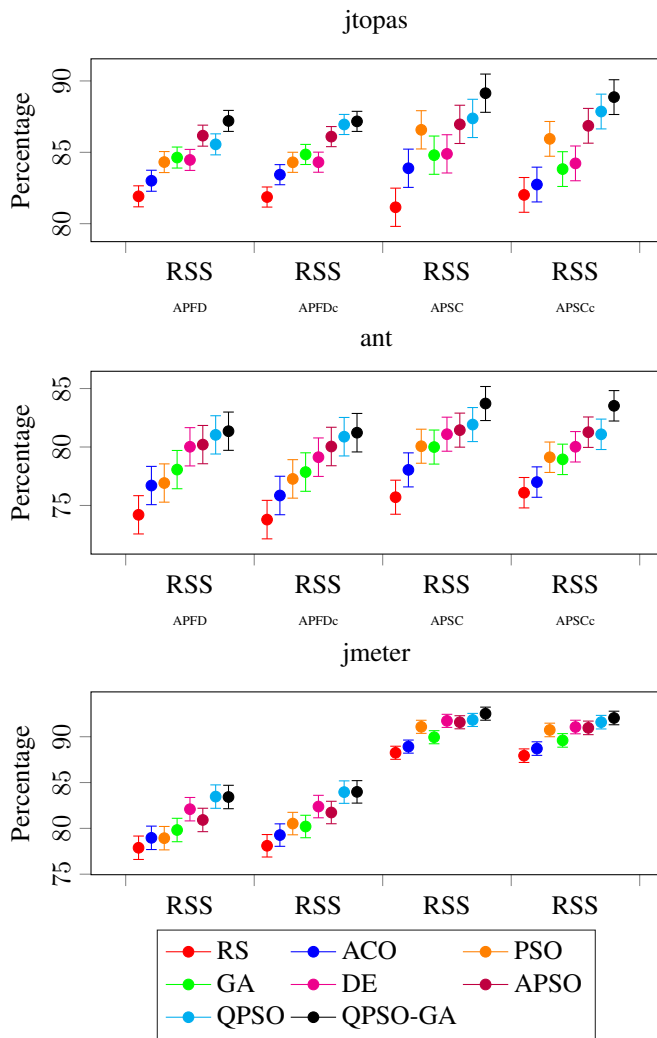 jtopas
Percentage
90
85
80
RSS RSS RSS RSS
APFD APFDc APSC APSCc
ant
Percentage
85
80
75
RSS RSS RSS RSS
APFD APFDc APSC APSCc
jmeter
Percentage
90
85
80
75
RSS RSS RSS RSS
RS ACO PSO
GA DE APSO
QPSO QPSO-GA